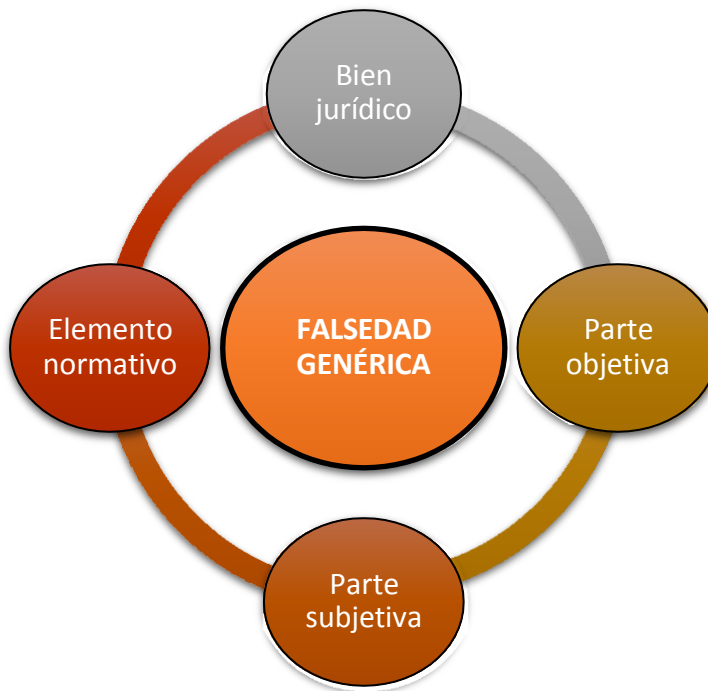 Bien
jurídico
Elemento
normativo
FALSEDAD
GENÉRICA
Parte
objetiva
Parte
subjetiva